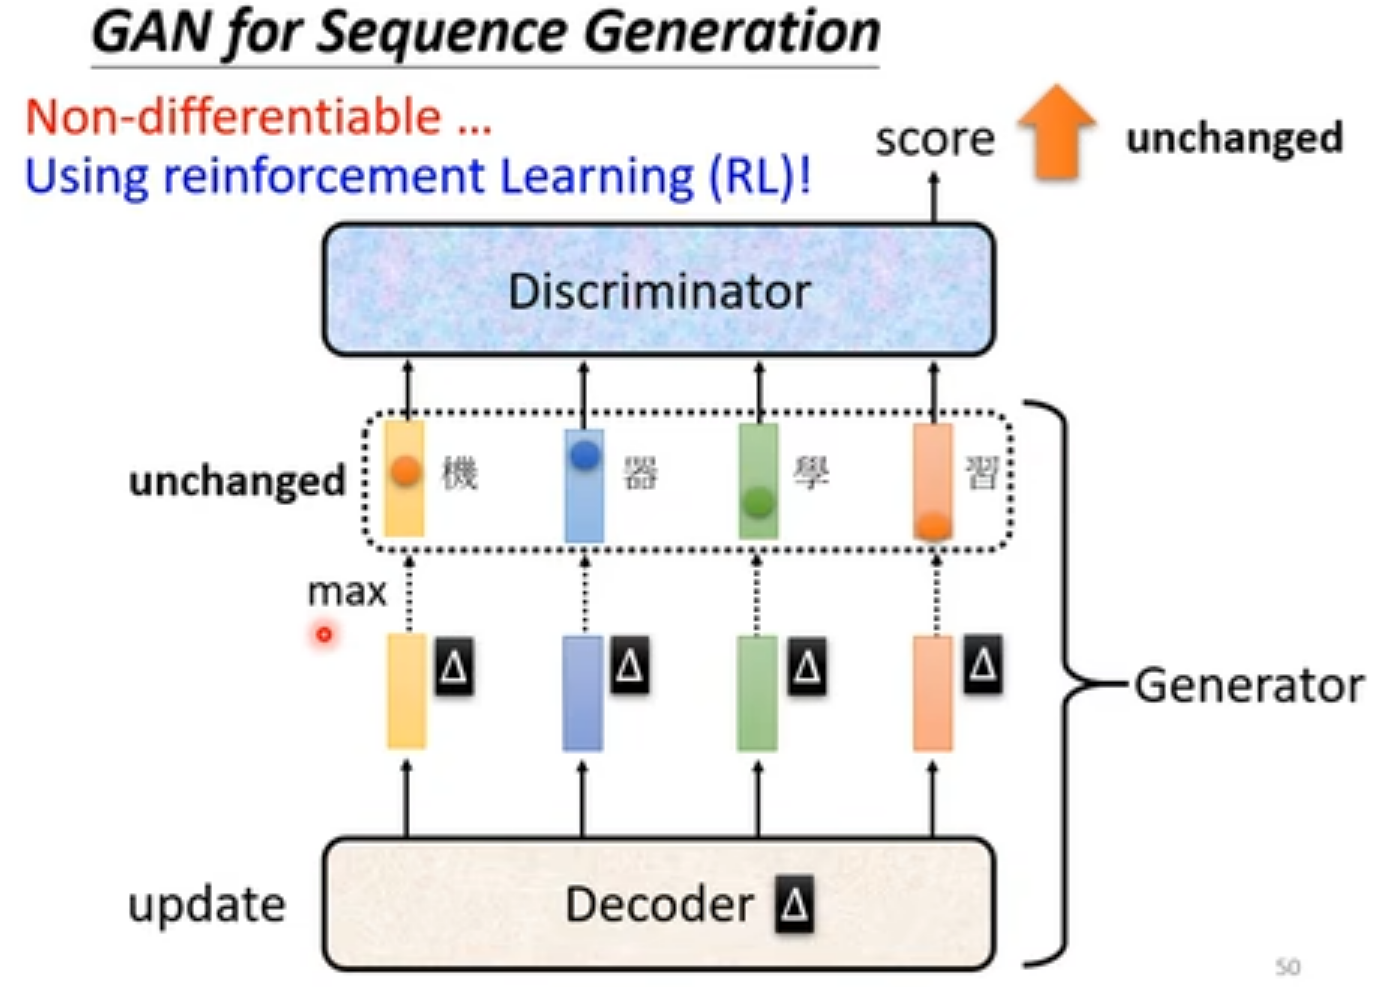 GAN for Sequence Generation
Non-differentiable ...
Using reinforcement Learning (RL)!
score
unchanged
Discriminator
unchanged
機 器 學 習
max
Δ Δ Δ Δ
Generator
update
Decoder Δ
50